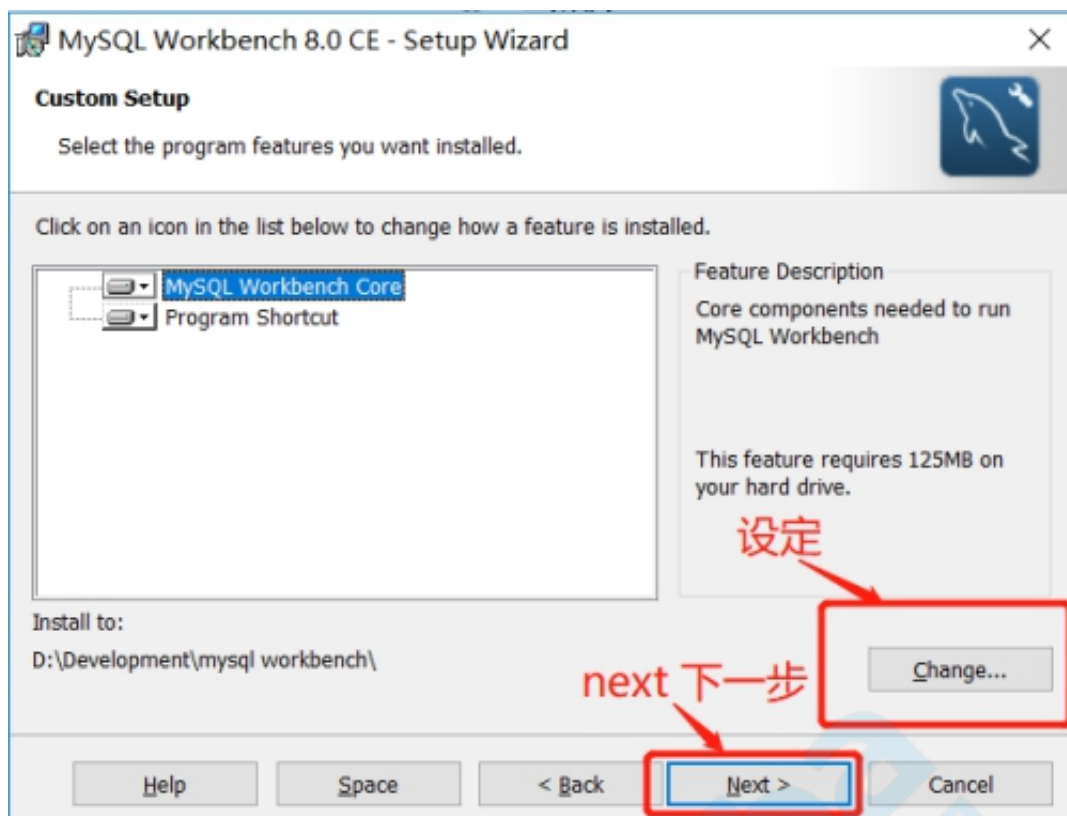 MySQL Workbench 8.0 CE - Setup Wizard
Custom Setup
Select the program features you want installed.
Click on an icon in the list below to change how a feature is installed.
MySQL Workbench Core
Program Shortcut
Feature Description
Core components needed to run
MySQL Workbench
This feature requires 125MB on
your hard drive.
设定
Install to:
D:\Development\mysql workbench\
Change...
next 下一步
Help
Space
< Back
Next >
Cancel